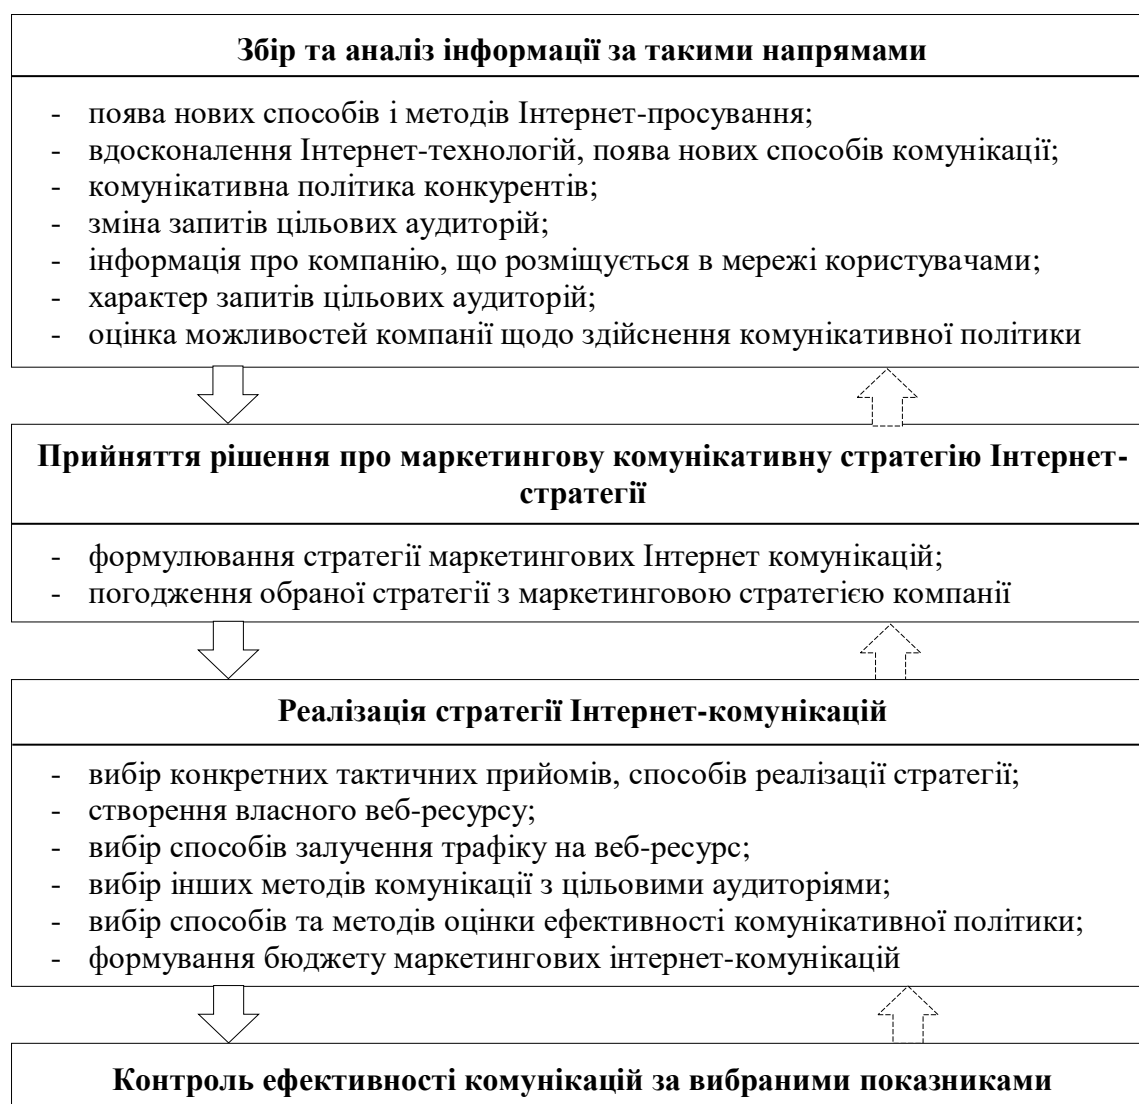 Збір та аналіз інформації за такими напрямами
- поява нових способів і методів Інтернет-просування;
- вдосконалення Інтернет-технологій, поява нових способів комунікації;
- комунікативна політика конкурентів;
- зміна запитів цільових аудиторій;
- інформація про компанію, що розміщується в мережі користувачами;
- характер запитів цільових аудиторій;
- оцінка можливостей компанії щодо здійснення комунікативної політики
Прийняття рішення про маркетингову комунікативну стратегію Інтернет-
стратегії
- формулювання стратегії маркетингових Інтернет комунікацій;
- погодження обраної стратегії з маркетинговою стратегією компанії
Реалізація стратегії Інтернет-комунікацій
- вибір конкретних тактичних прийомів, способів реалізації стратегії;
- створення власного веб-ресурсу;
- вибір способів залучення трафіку на веб-ресурс;
- вибір інших методів комунікації з цільовими аудиторіями;
- вибір способів та методів оцінки ефективності комунікативної політики;
- формування бюджету маркетингових інтернет-комунікацій
Контроль ефективності комунікацій за вибраними показниками